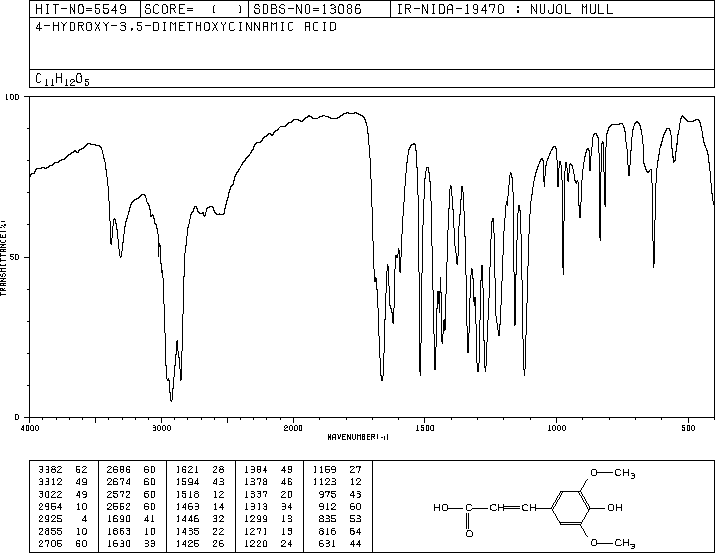 HIT-NO=5549 SCORE= ( ) SDBS-NO=13086 IR-NIDA-19470 : NUJOL MULL
4-HYDROXY-3,5-DIMETHOXYCINNAMIC ACID
C11H12O5
100
50
0
TRANSMITTANCE(%)
4000 3000 2000 1500 1000 500
WAVENUMBER(-1)
3382 52 2686 60 1621 28 1384 49 1159 27
3312 49 2674 60 1594 43 1378 46 1123 12
3022 49 2572 60 1518 12 1337 20 975 43
2954 10 2562 60 1463 14 1313 34 912 60
2925 4 1690 41 1446 32 1299 13 835 53
2855 10 1663 10 1435 22 1271 13 816 64
2706 60 1630 39 1425 26 1220 24 631 44
HO C CH CH O CH3
O OH
O CH3